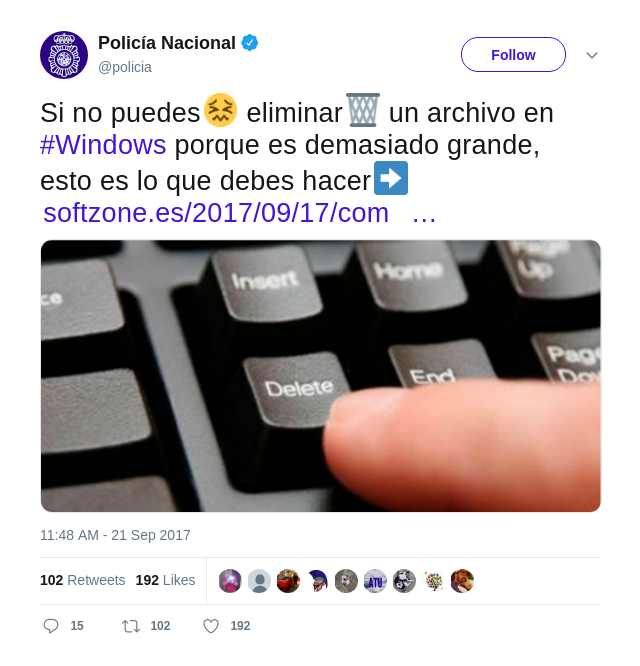 Policía Nacional
@policia
Follow
Si no puedes😖 eliminar🗑 un archivo en
#Windows porque es demasiado grande,
esto es lo que debes hacer➡
softzone.es/2017/09/17/com …
ce
Insert
Home
Page
Up
Delete
End
Page
Down
11:48 AM - 21 Sep 2017
102 Retweets 192 Likes
ATU
15 102 192